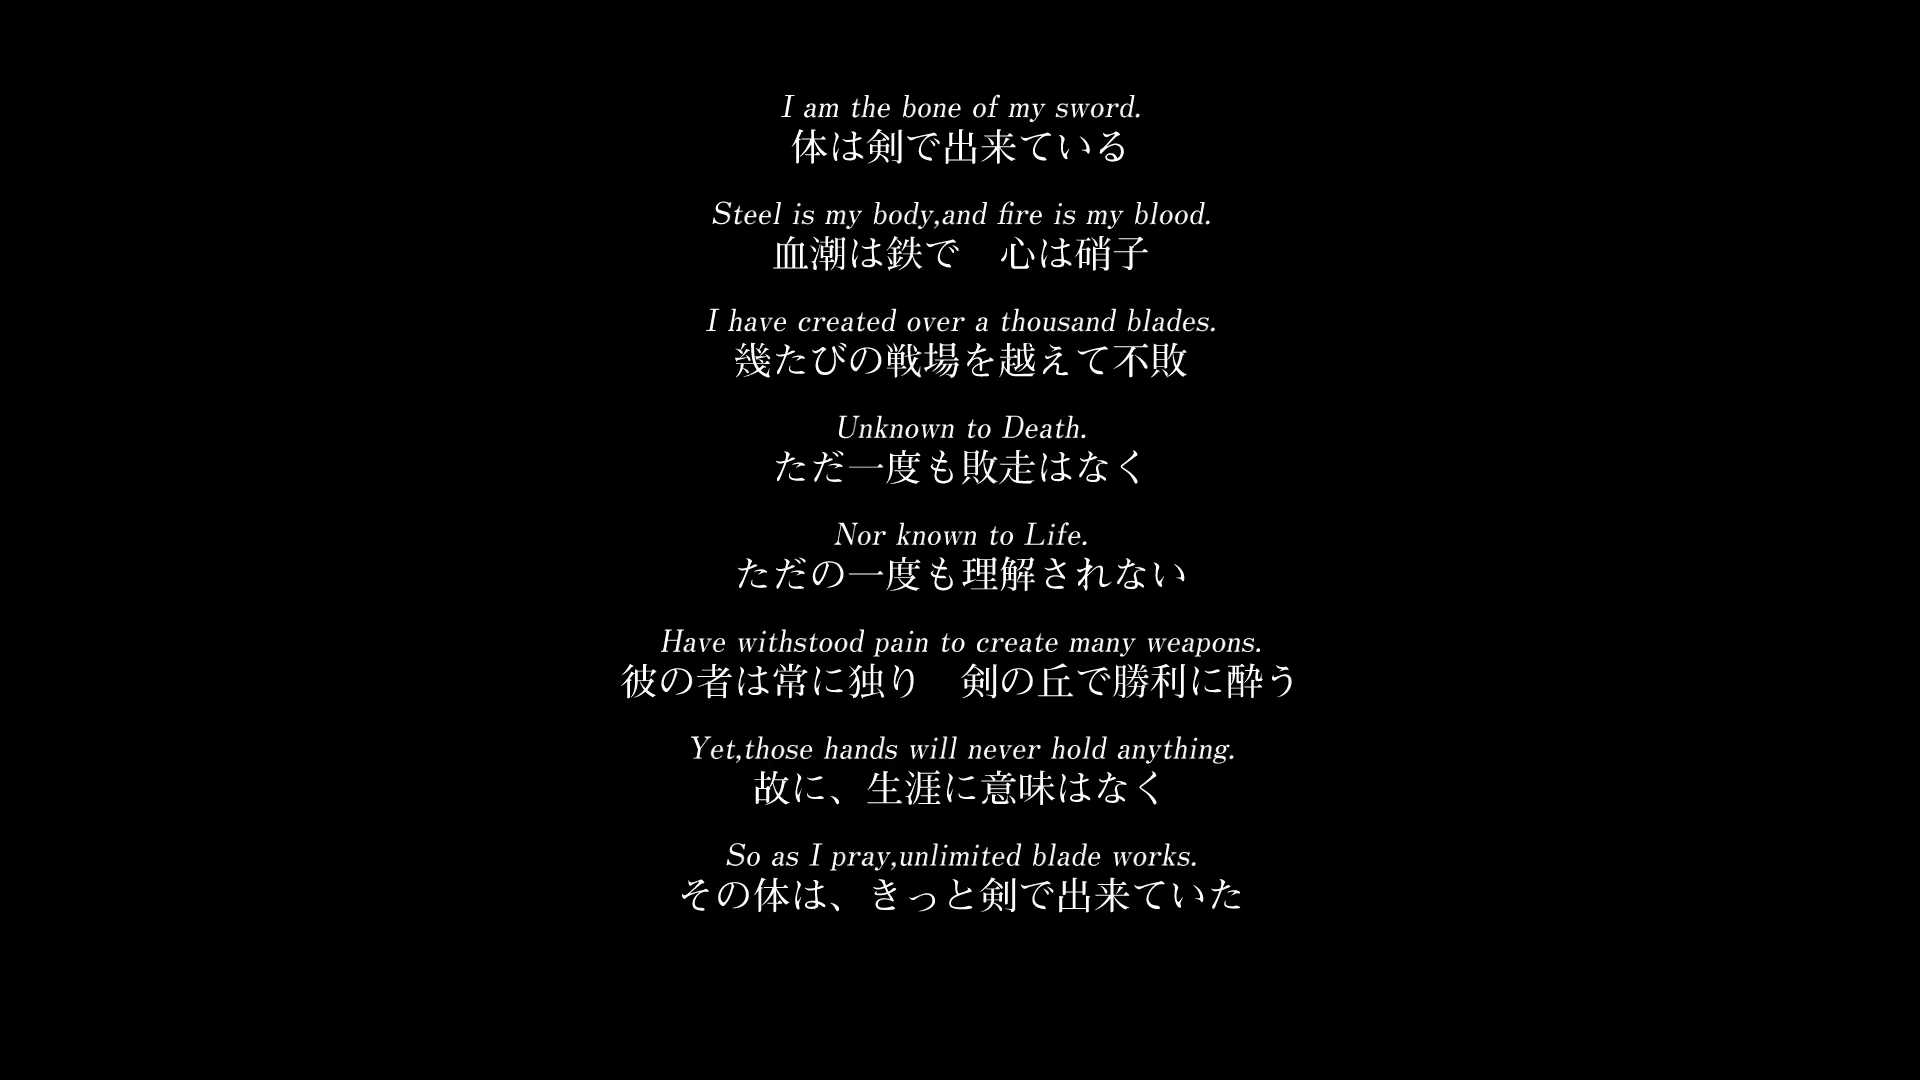 I am the bone of my sword.
体は剣で出来ている
Steel is my body,and fire is my blood.
血潮は鉄で　心は硝子
I have created over a thousand blades.
幾たびの戦場を越えて不敗
Unknown to Death.
ただ一度も敗走はなく
Nor known to Life.
ただの一度も理解されない
Have withstood pain to create many weapons.
彼の者は常に独り　剣の丘で勝利に酔う
Yet,those hands will never hold anything.
故に、生涯に意味はなく
So as I pray,unlimited blade works.
その体は、きっと剣で出来ていた